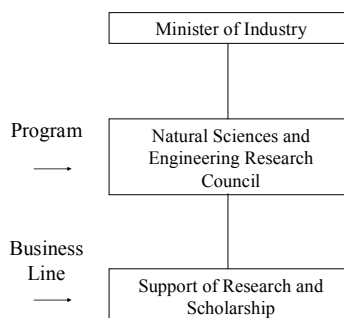 Minister of Industry
Program
Natural Sciences and
Engineering Research
Council
Business
Line
Support of Research and
Scholarship